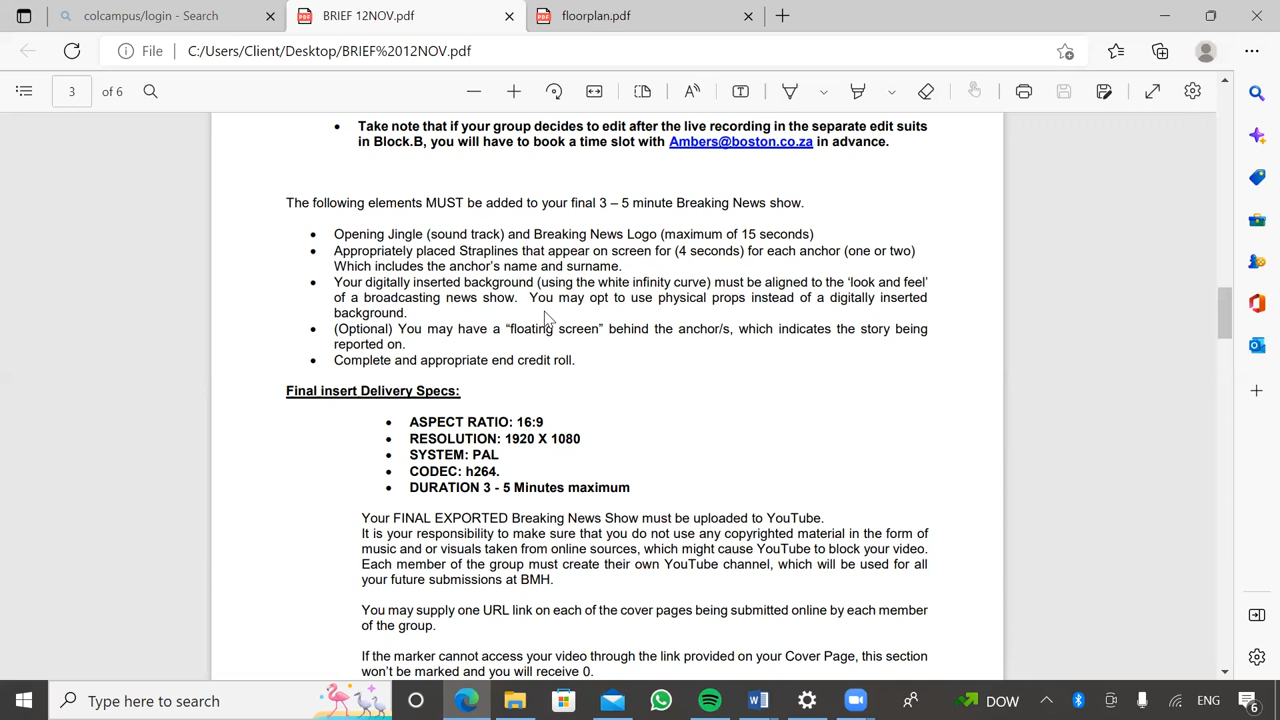 colcampus/login - Search
BRIEF 12NOV.pdf
floorplan.pdf
File
C:/Users/Client/Desktop/BRIEF%2012NOV.pdf
3 of 6
• Take note that if your group decides to edit after the live recording in the separate edit suits
in Block.B, you will have to book a time slot with Ambers@boston.co.za in advance.
The following elements MUST be added to your final 3 – 5 minute Breaking News show.
• Opening Jingle (sound track) and Breaking News Logo (maximum of 15 seconds)
• Appropriately placed Straplines that appear on screen for (4 seconds) for each anchor (one or two)
Which includes the anchor's name and surname.
• Your digitally inserted background (using the white infinity curve) must be aligned to the 'look and feel'
of a broadcasting news show. You may opt to use physical props instead of a digitally inserted
background.
• (Optional) You may have a "floating screen" behind the anchor/s, which indicates the story being
reported on.
• Complete and appropriate end credit roll.
Final insert Delivery Specs:
• ASPECT RATIO: 16:9
• RESOLUTION: 1920 X 1080
• SYSTEM: PAL
• CODEC: h264.
• DURATION 3 - 5 Minutes maximum
Your FINAL EXPORTED Breaking News Show must be uploaded to YouTube.
It is your responsibility to make sure that you do not use any copyrighted material in the form of
music and or visuals taken from online sources, which might cause YouTube to block your video.
Each member of the group must create their own YouTube channel, which will be used for all
your future submissions at BMH.
You may supply one URL link on each of the cover pages being submitted online by each member
of the group.
If the marker cannot access your video through the link provided on your Cover Page, this section
won't be marked and you will receive 0.
Type here to search
DOW
ENG
6